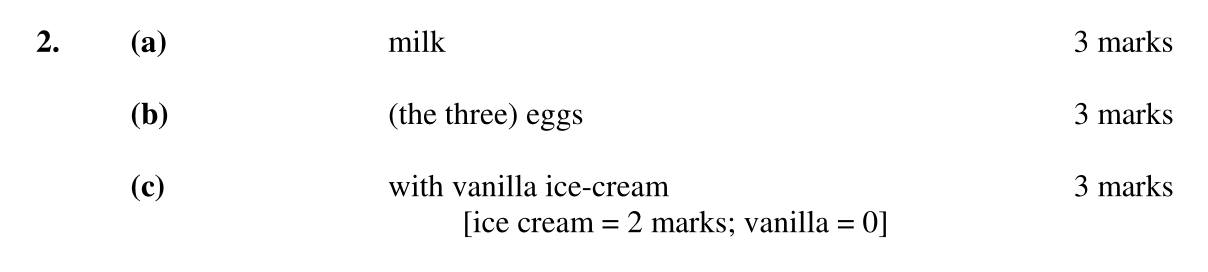 2. (a) milk 3 marks
(b) (the three) eggs 3 marks
(c) with vanilla ice-cream 3 marks
[ice cream = 2 marks; vanilla = 0]